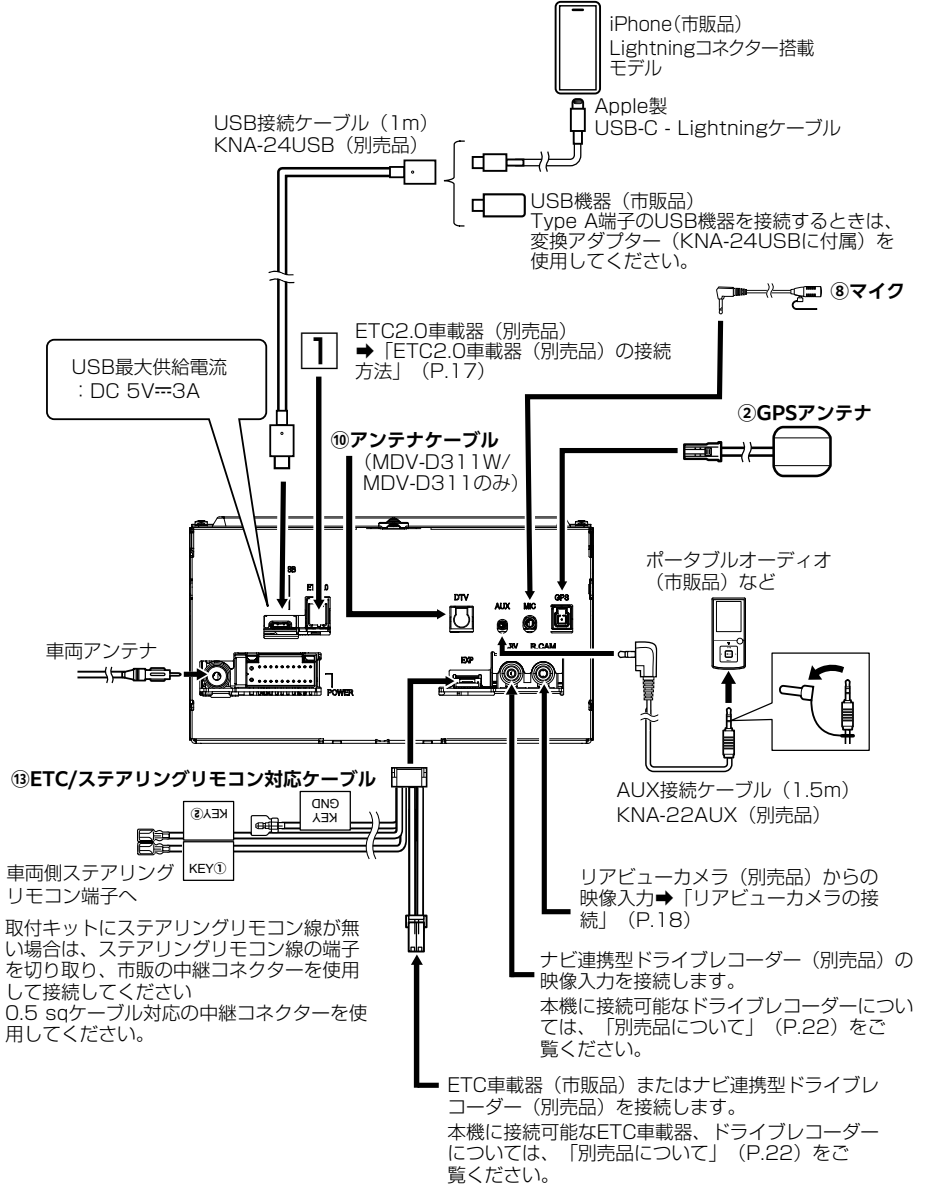 iPhone(市販品)
Lightningコネクター搭載
モデル
Apple製
USB-C - Lightningケーブル
USB接続ケーブル（1m）
KNA-24USB（別売品）
USB機器（市販品）
Type A端子のUSB機器を接続するときは、
変換アダプター（KNA-24USBに付属）を
使用してください。
⑧マイク
1
ETC2.0車載器（別売品）
➡「ETC2.0車載器（別売品）の接続
方法」（P.17）
USB最大供給電流
：DC 5V⎓3A
②GPSアンテナ
⑩アンテナケーブル
（MDV-D311W/
MDV-D311のみ）
ポータブルオーディオ
（市販品）など
DTV
AUX
MIC
GPS
車両アンテナ
POWER
EXP
R.CAM
⑬ETC/ステアリングリモコン対応ケーブル
KEY②
KEY
GND
KEY①
AUX接続ケーブル（1.5m）
KNA-22AUX（別売品）
車両側ステアリング
リモコン端子へ
取付キットにステアリングリモコン線が無
い場合は、ステアリングリモコン線の端子
を切り取り、市販の中継コネクターを使用
して接続してください
0.5 sqケーブル対応の中継コネクターを使
用してください。
リアビューカメラ（別売品）からの
映像入力➡「リアビューカメラの接
続」（P.18）
ナビ連携型ドライブレコーダー（別売品）の
映像入力を接続します。
本機に接続可能なドライブレコーダーについ
ては、「別売品について」（P.22）をご
覧ください。
ETC車載器（市販品）またはナビ連携型ドライブレ
コーダー（別売品）を接続します。
本機に接続可能なETC車載器、ドライブレコーダー
については、「別売品について」（P.22）をご
覧ください。